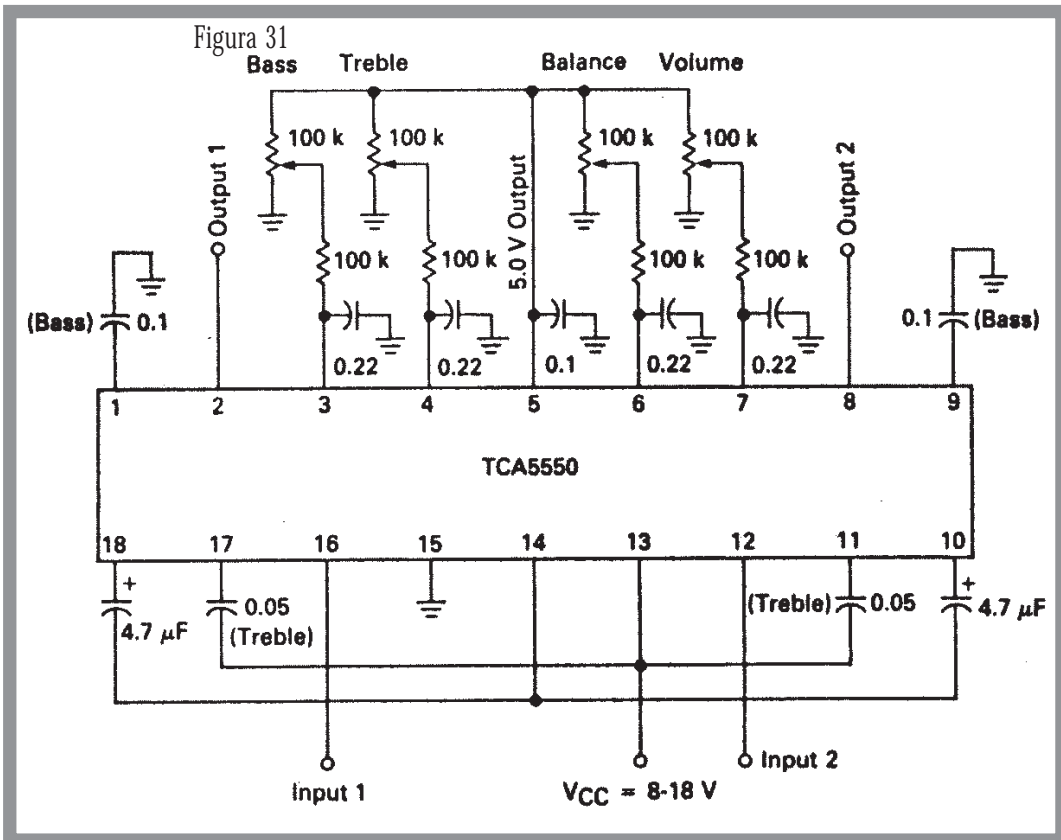 Figura 31
Bass Treble Balance Volume
100 k 100 k 100 k 100 k
Output 1
5.0 V Output
Output 2
100 k 100 k 100 k 100 k
(Bass) 0.1
0.1 (Bass)
0.22 0.22 0.1 0.22 0.22
1 2 3 4 5 6 7 8 9
TCA5550
18 17 16 15 14 13 12 11 10
+ +
4.7 μF
0.05
(Treble)
(Treble) 0.05
4.7 μF
Input 1
VCC = 8-18 V
Input 2